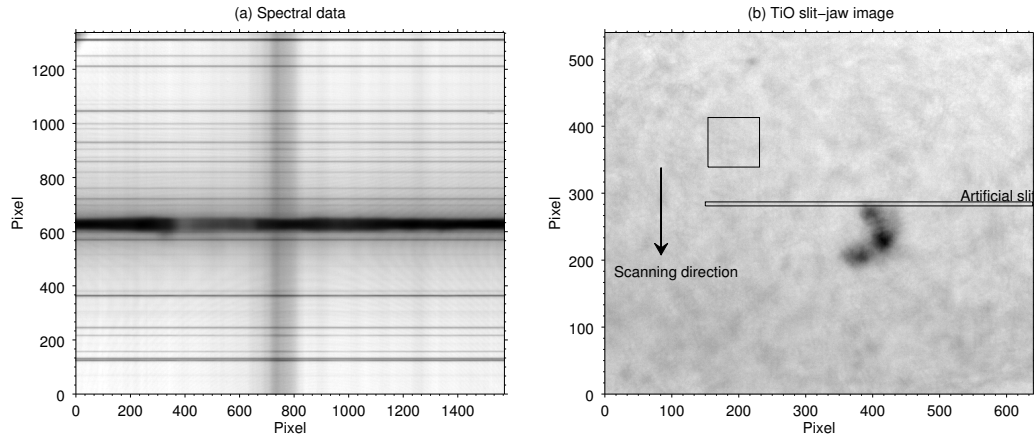 (a) Spectral data
1200
1000
800
600
400
200
0
Pixel
0 200 400 600 800 1000 1200 1400
Pixel
(b) TiO slit-jaw image
500
400
300
200
100
0
Pixel
Artificial slit
Scanning direction
0 100 200 300 400 500 600
Pixel